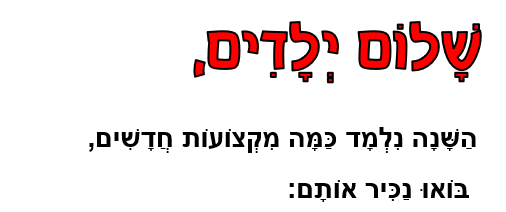 שָׁלוֹם יְלָדִים,
הַשָּׁנָה נִלְמָד כַּמָּה מִקְצוֹעוֹת חֲדָשִׁים,
בּוֹאוּ נַכִּיר אוֹתָם: